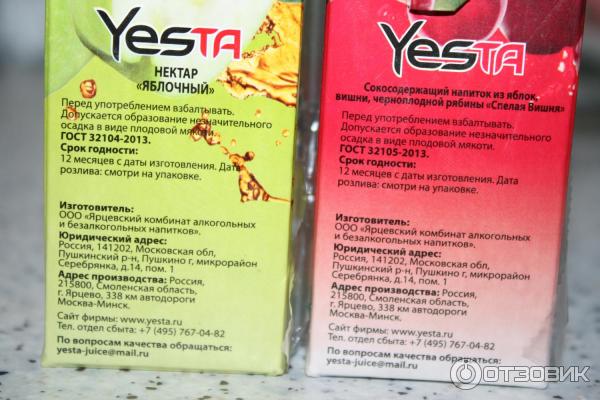 YESTA
НЕКТАР
«ЯБЛОЧНЫЙ»
Перед употреблением взбалтывать.
Допускается образование незначительного
осадка в виде плодовой мякоти.
ГОСТ 32104-2013.
Срок годности:
12 месяцев с даты изготовления. Дата
розлива: смотри на упаковке.
Изготовитель:
ООО «Ярцевский комбинат алкогольных
и безалкогольных напитков».
Юридический адрес:
Россия, 141202, Московская обл,
Пушкинский р-н, Пушкино г, микрорайон
Серебрянка, д.14, пом. 1
Адрес производства: Россия,
215800, Смоленская область,
г. Ярцево, 338 км автодороги
Москва-Минск.
Сайт фирмы: www.yesta.ru
Тел. отдел сбыта: +7 (495) 767-04-82
По вопросам качества обращаться:
yesta-juice@mail.ru
YESTA
Сокосодержащий напиток из яблок,
вишни, черноплодной рябины «Спелая Вишня»
Перед употреблением взбалтывать.
Допускается образование незначительного
осадка в виде плодовой мякоти.
ГОСТ 32105-2013.
Срок годности:
12 месяцев с даты изготовления. Дата
розлива: смотри на упаковке.
Изготовитель:
ООО «Ярцевский комбинат алкогольных
и безалкогольных напитков».
Юридический адрес:
Россия, 141202, Московская обл,
Пушкинский р-н, Пушкино г, микрорайон
Серебрянка, д.14, пом. 1
Адрес производства: Россия,
215800, Смоленская область,
г. Ярцево, 338 км автодороги
Москва-Минск.
Сайт фирмы: www.yesta.ru
Тел. отдел сбыта: +7 (495) 767-04-82
По вопросам качества обращаться:
yesta-juice@mail.ru
ОТЗОВИК